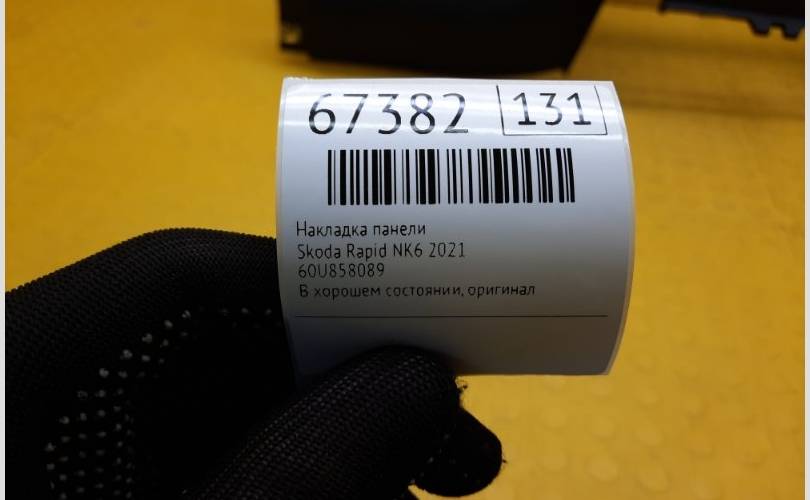 67382 131
Накладка панели
Skoda Rapid NK6 2021
60U858089
В хорошем состоянии, оригинал